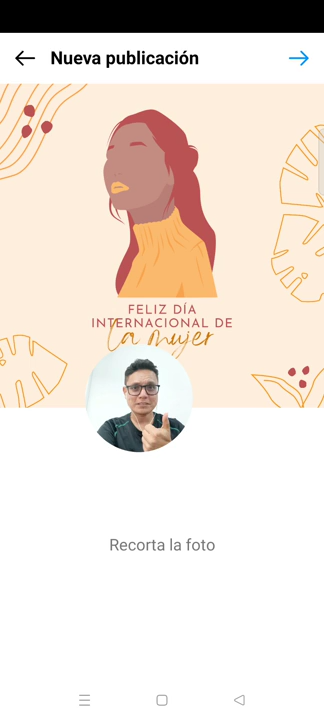 Nueva publicación
FELIZ DÍA
INTERNACIONAL DE
la mujer
Recorta la foto